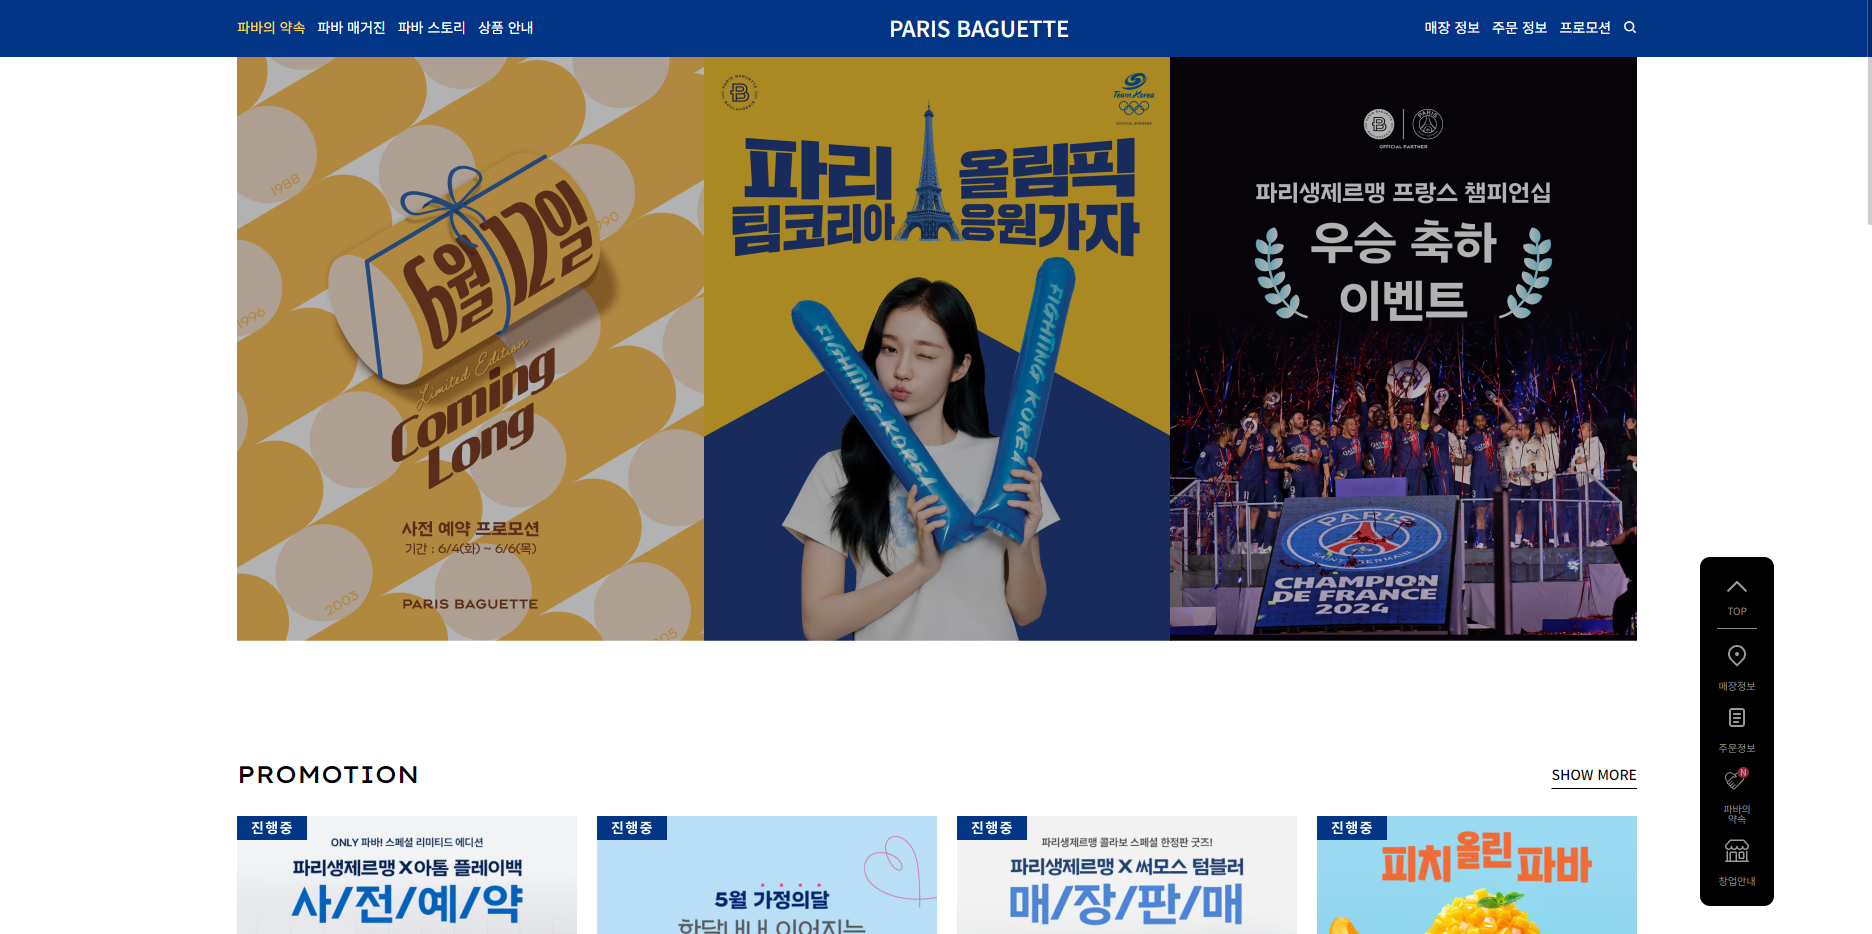 파바의 약속 파바 매거진 파바 스토리 상품 안내
PARIS BAGUETTE
매장 정보 주문 정보 프로모션
1988
1990
1996
6월 12일
Limited Edition
Coming
Long
사전 예약 프로모션
기간 : 6/4(화) ~ 6/6(목)
PARIS BAGUETTE
2003
2005
PARIS BAGUETTE
Team Korea
파리 올림픽
팀코리아 응원가자
FIGHTING KOREA
FIGHTING KOREA
PARIS
OFFICIAL PARTNER
파리생제르맹 프랑스 챔피언십
우승 축하
이벤트
PARIS
SAINT-GERMAIN
CHAMPION
DE FRANCE
2024
TOP
매장정보
주문정보
N
파바의
약속
창업안내
PROMOTION
SHOW MORE
진행중
ONLY 파바! 스페셜 리미티드 에디션
파리생제르맹 X 아톰 플레이백
사/전/예/약
진행중
5월 가정의달
한달내내 이어지는
진행중
파리생제르맹 콜라보 스페셜 한정판 굿즈!
파리생제르맹 X 써모스 텀블러
매/장/판/매
진행중
피치 올린 파바